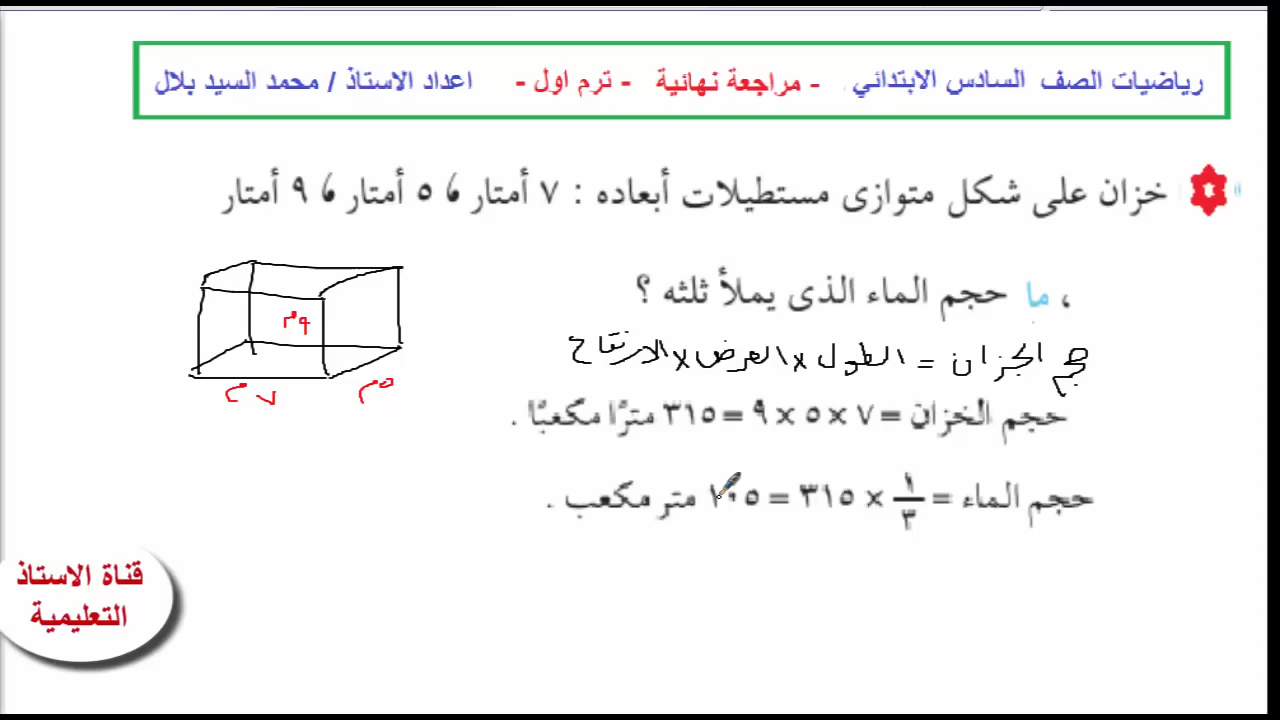 رياضيات الصف السادس الابتدائي - مراجعة نهائية - ترم اول - اعداد الاستاذ / محمد السيد بلال
خزان على شكل متوازى مستطيلات أبعاده : ٧ أمتار ، ٥ أمتار ، ٩ أمتار
، ما حجم الماء الذى يملأ ثلثه ؟
حجم الخزان = الطول × العرض × الارتفاع
٩م
٧م
٥م
حجم الخزان = ٧ × ٥ × ٩ = ٣١٥ مترًا مكعبًا .
حجم الماء = ١/٣ × ٣١٥ = ١٠٥ متر مكعب .
قناة الاستاذ
التعليمية